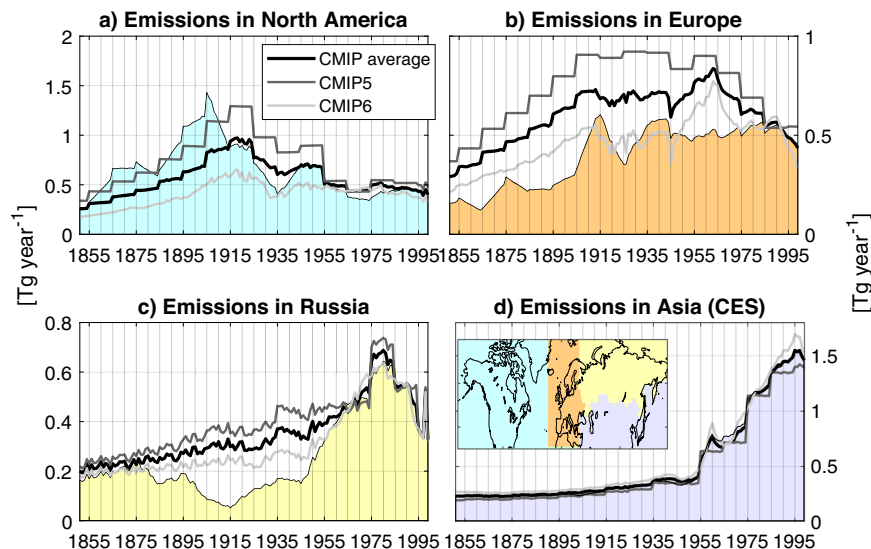 a) Emissions in North America
b) Emissions in Europe
2
1.5
1
0.5
0
CMIP average
CMIP5
CMIP6
1
0.5
0
1855 1875 1895 1915 1935 1955 1975 1995
1855 1875 1895 1915 1935 1955 1975 1995
[Tg year-1]
[Tg year-1]
c) Emissions in Russia
d) Emissions in Asia (CES)
0.8
0.6
0.4
0.2
0
1.5
1
0.5
0
1855 1875 1895 1915 1935 1955 1975 1995
1855 1875 1895 1915 1935 1955 1975 1995